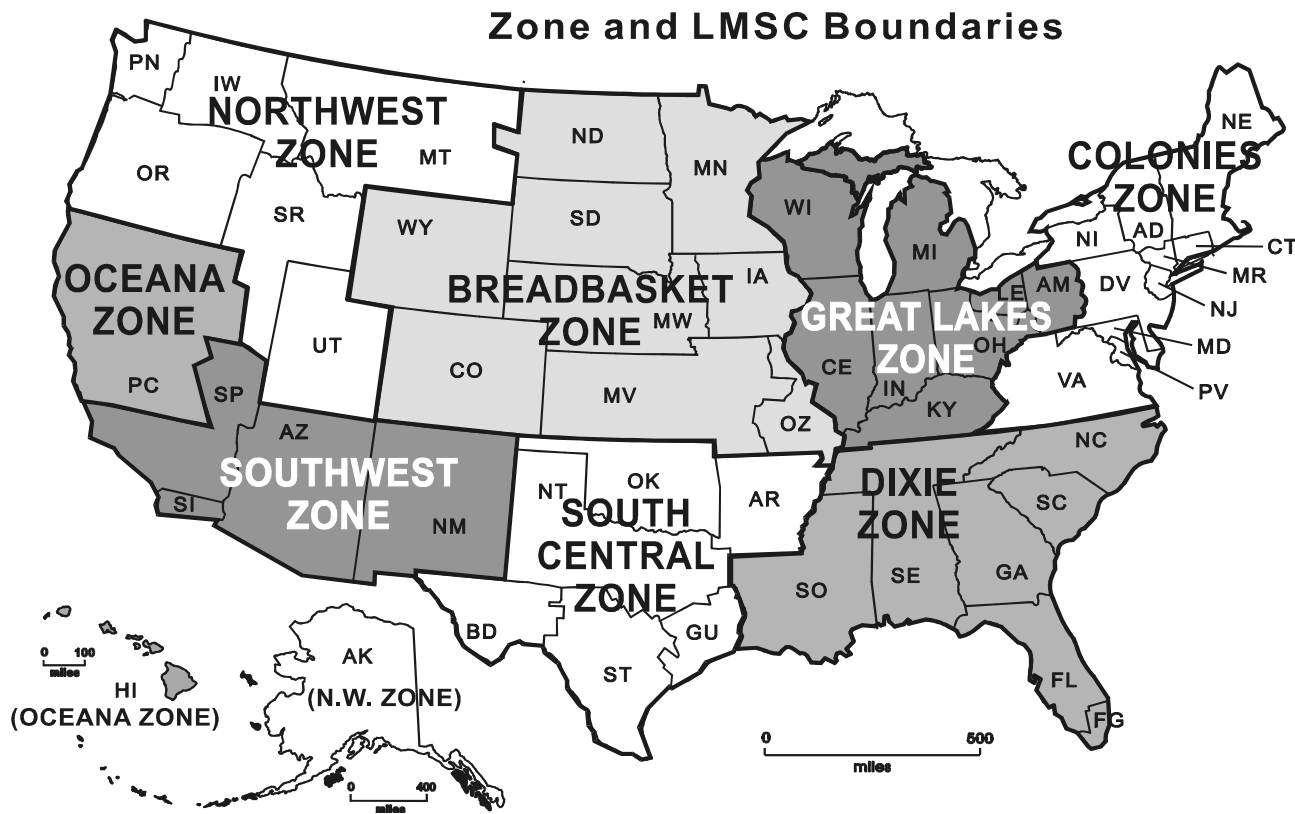 Zone and LMSC Boundaries
PN
IW
NORTHWEST
ZONE
MT
OR
SR
UT
ND
MN
SD
WY
IA
BREADBASKET
ZONE
MW
CO
MV
OZ
OCEANA
ZONE
PC
SP
AZ
SOUTHWEST
ZONE
SI
NM
WI
MI
LE
AM
GREAT LAKES
ZONE
OH
CE
IN
KY
NE
COLONIES
ZONE
AD
NI
CT
MR
DV
NJ
MD
VA
PV
NT
OK
AR
SOUTH
CENTRAL
ZONE
BD
GU
ST
NC
DIXIE
ZONE
SC
SO
SE
GA
FL
FG
0 100
miles
HI
(OCEANA ZONE)
AK
(N.W. ZONE)
0 400
miles
0 500
miles